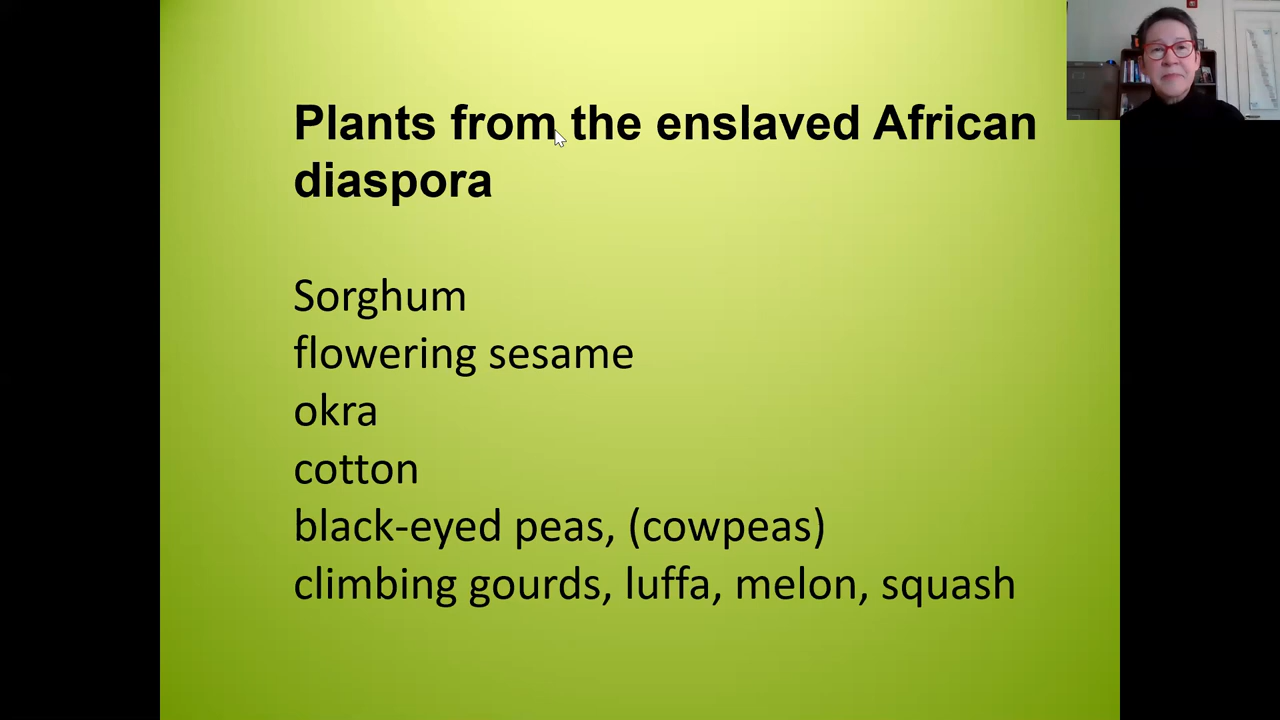 Plants from the enslaved African
diaspora
Sorghum
flowering sesame
okra
cotton
black-eyed peas, (cowpeas)
climbing gourds, luffa, melon, squash